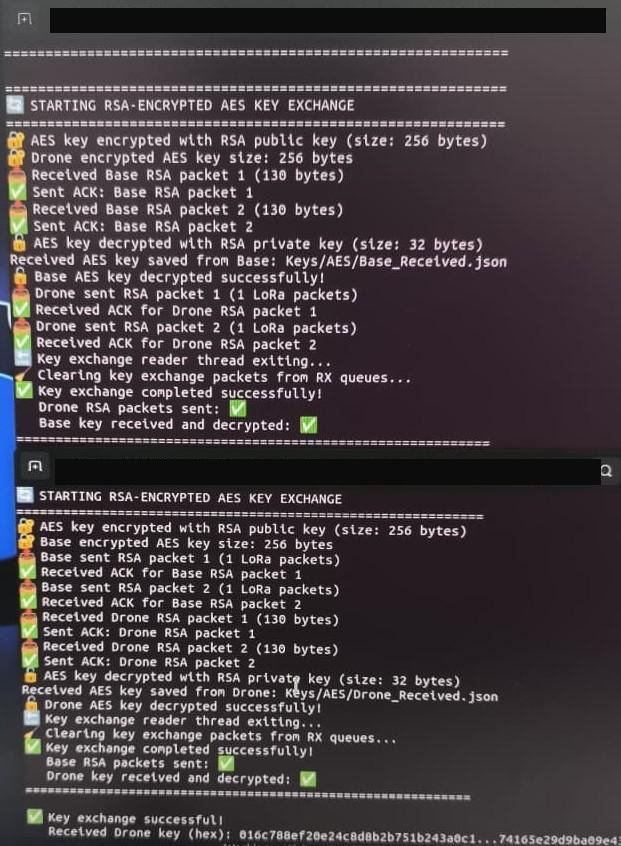 ==========================================================
==========================================================
🔄 STARTING RSA-ENCRYPTED AES KEY EXCHANGE
==========================================================
🔐 AES key encrypted with RSA public key (size: 256 bytes)
🔐 Drone encrypted AES key size: 256 bytes
📥 Received Base RSA packet 1 (130 bytes)
✅ Sent ACK: Base RSA packet 1
📥 Received Base RSA packet 2 (130 bytes)
✅ Sent ACK: Base RSA packet 2
🔓 AES key decrypted with RSA private key (size: 32 bytes)
Received AES key saved from Base: Keys/AES/Base_Received.json
🔓 Base AES key decrypted successfully!
📤 Drone sent RSA packet 1 (1 LoRa packets)
✅ Received ACK for Drone RSA packet 1
📤 Drone sent RSA packet 2 (1 LoRa packets)
✅ Received ACK for Drone RSA packet 2
🔚 Key exchange reader thread exiting...
🧹 Clearing key exchange packets from RX queues...
✅ Key exchange completed successfully!
Drone RSA packets sent: ✅
Base key received and decrypted: ✅
==========================================================
🔄 STARTING RSA-ENCRYPTED AES KEY EXCHANGE
==========================================================
🔐 AES key encrypted with RSA public key (size: 256 bytes)
🔐 Base encrypted AES key size: 256 bytes
📤 Base sent RSA packet 1 (1 LoRa packets)
✅ Received ACK for Base RSA packet 1
📤 Base sent RSA packet 2 (1 LoRa packets)
✅ Received ACK for Base RSA packet 2
📥 Received Drone RSA packet 1 (130 bytes)
✅ Sent ACK: Drone RSA packet 1
📥 Received Drone RSA packet 2 (130 bytes)
✅ Sent ACK: Drone RSA packet 2
🔓 AES key decrypted with RSA private key (size: 32 bytes)
Received AES key saved from Drone: Keys/AES/Drone_Received.json
🔓 Drone AES key decrypted successfully!
🔚 Key exchange reader thread exiting...
🧹 Clearing key exchange packets from RX queues...
✅ Key exchange completed successfully!
Base RSA packets sent: ✅
Drone key received and decrypted: ✅
==========================================================
✅ Key exchange successful!
Received Drone key (hex): 016c788ef20e24c8d8b2b751b243a0c1...74165e29d9ba09e43